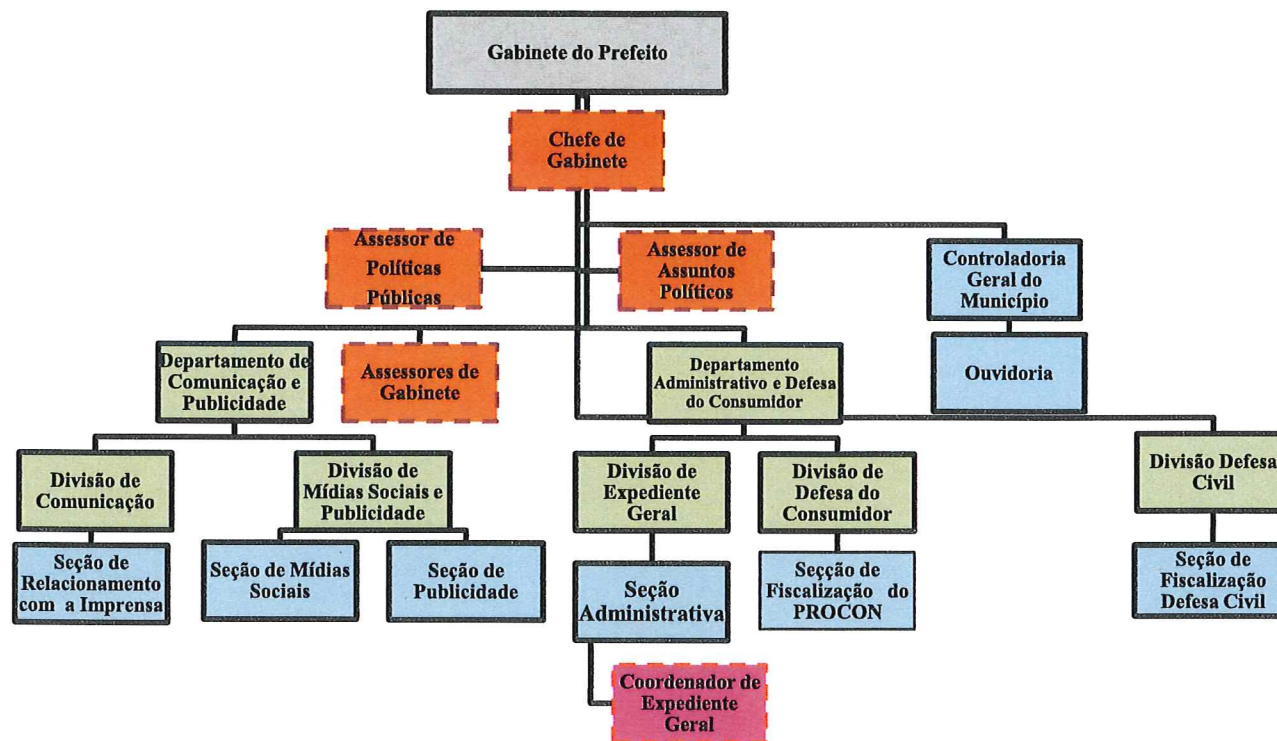 Gabinete do Prefeito
Chefe de
Gabinete
Assessor de
Políticas
Públicas
Assessor de
Assuntos
Políticos
Controladoria
Geral do
Município
Ouvidoria
Departamento de
Comunicação e
Publicidade
Assessores de
Gabinete
Departamento
Administrativo e Defesa
do Consumidor
Divisão de
Comunicação
Divisão de
Mídias Sociais e
Publicidade
Divisão de
Expediente
Geral
Divisão de
Defesa do
Consumidor
Divisão Defesa
Civil
Seção de
Relacionamento
com a Imprensa
Seção de Mídias
Sociais
Seção de
Publicidade
Seção
Administrativa
Secção de
Fiscalização do
PROCON
Seção de
Fiscalização
Defesa Civil
Coordenador de
Expediente
Geral